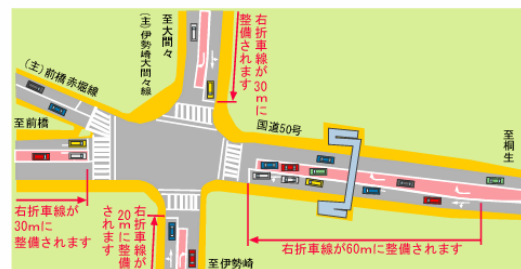 至大間々
(主)伊勢崎大間々線
右折車線が30mに
整備されます
(主)前橋赤堀線
国道50号
至前橋
至桐生
右折車線が
30mに
整備されます
右折車線が
20mに整備
されます
至伊勢崎
右折車線が60mに整備されます